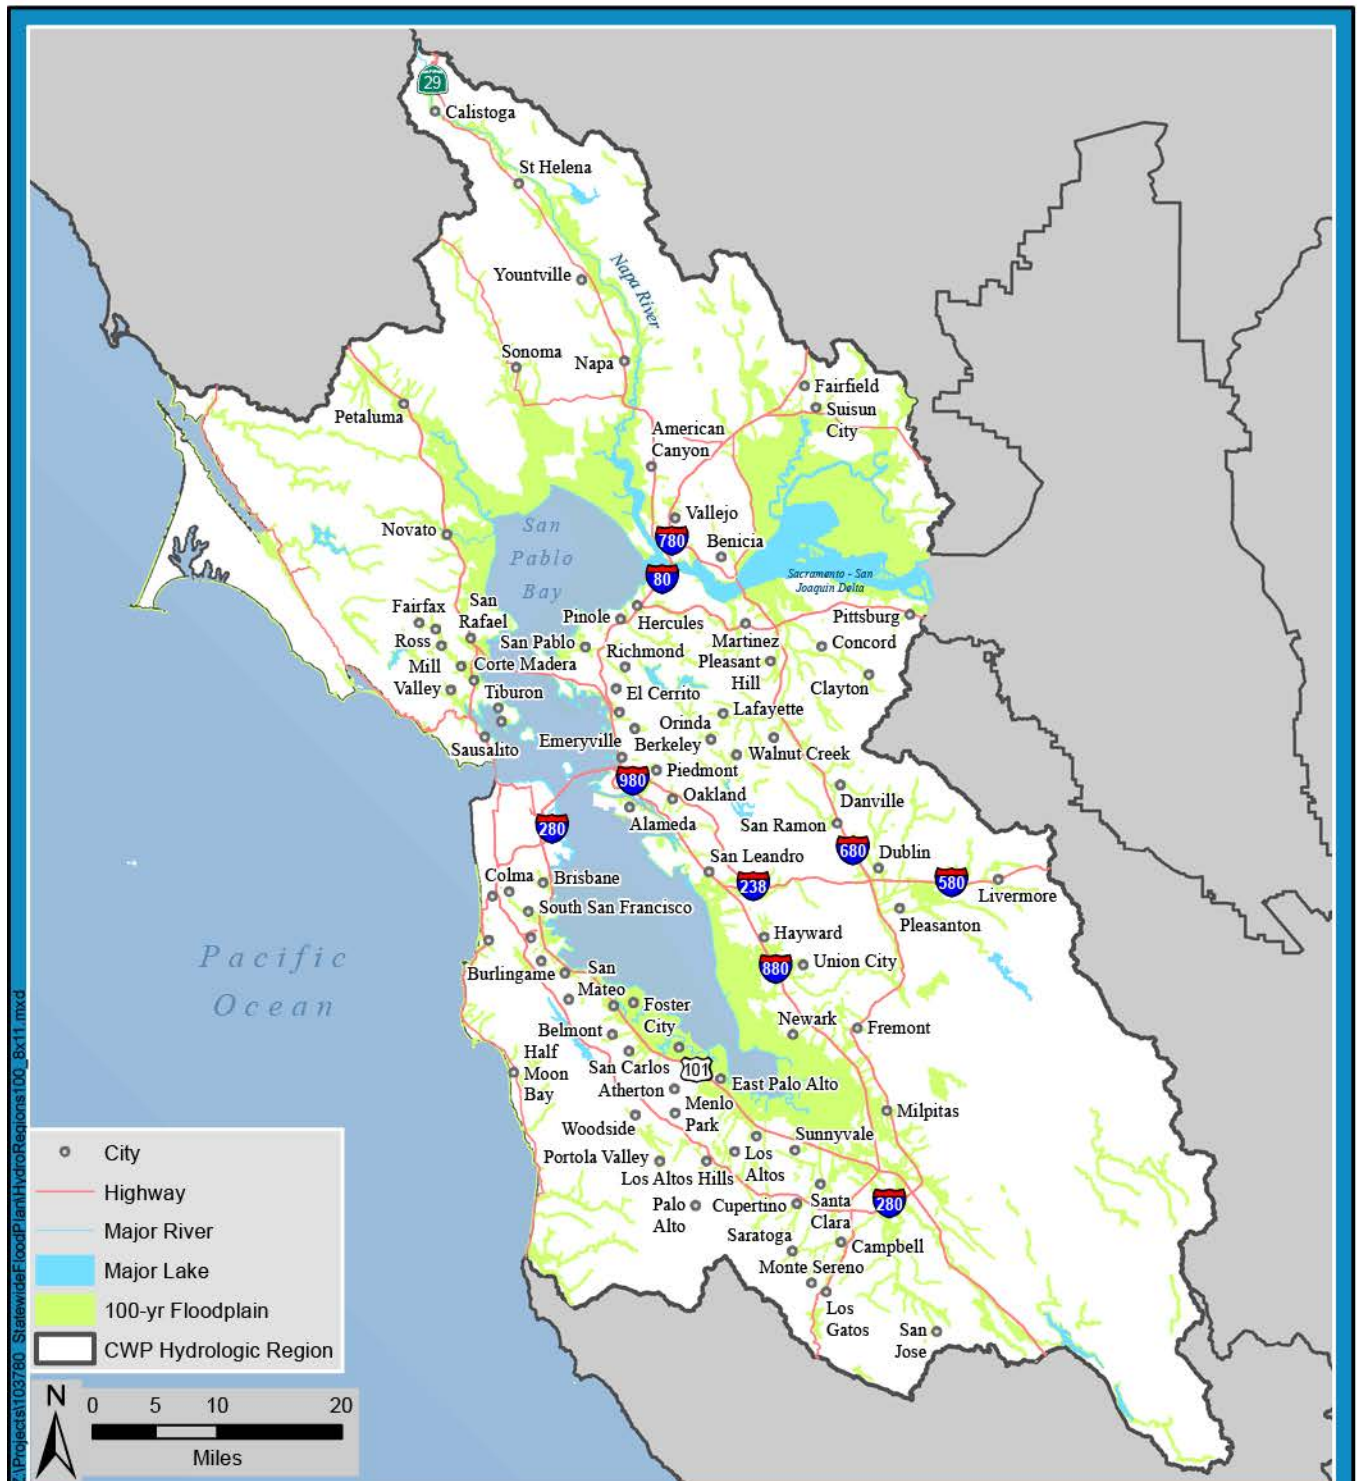 29
Calistoga
St Helena
Napa River
Yountville
Sonoma
Napa
Fairfield
Petaluma
Suisun
City
American
Canyon
Vallejo
San
Pablo
Bay
Novato
780
Benicia
80
Sacramento - San
Joaquin Delta
Fairfax
San
Rafael
Pinole
Hercules
Pittsburg
Ross
San Pablo
Martinez
Concord
Richmond
Mill
Valley
Corte Madera
Pleasant
Hill
Clayton
Tiburon
El Cerrito
Lafayette
Orinda
Emeryville
Berkeley
Sausalito
Walnut Creek
Piedmont
980
Oakland
Danville
Alameda
San Ramon
280
680
Dublin
San Leandro
238
580
Livermore
Colma
Brisbane
South San Francisco
Pleasanton
Hayward
Pacific
Ocean
880
Union City
Burlingame
San
Mateo
Foster
City
Newark
Fremont
Belmont
Half
Moon
Bay
San Carlos
101
East Palo Alto
Atherton
Menlo
Park
Milpitas
Woodside
Sunnyvale
Portola Valley
Los
Altos
Los Altos Hills
Palo
Alto
Cupertino
Santa
Clara
280
Saratoga
Campbell
Monte Sereno
Los
Gatos
San
Jose
City
Highway
Major River
Major Lake
100-yr Floodplain
CWP Hydrologic Region
N
0 5 10 20
Miles
Z:\Projects\103780_StatewideFloodPlan\HydroRegions100_8x11.mxd